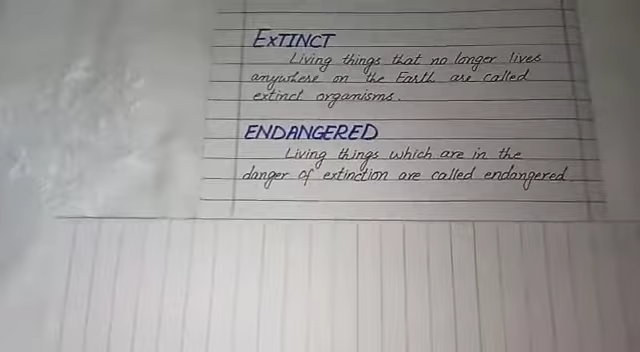 EXTINCT
Living things that no longer lives
anywhere on the Earth are called
extinct organisms.
ENDANGERED
Living things which are in the
danger of extinction are called endangered